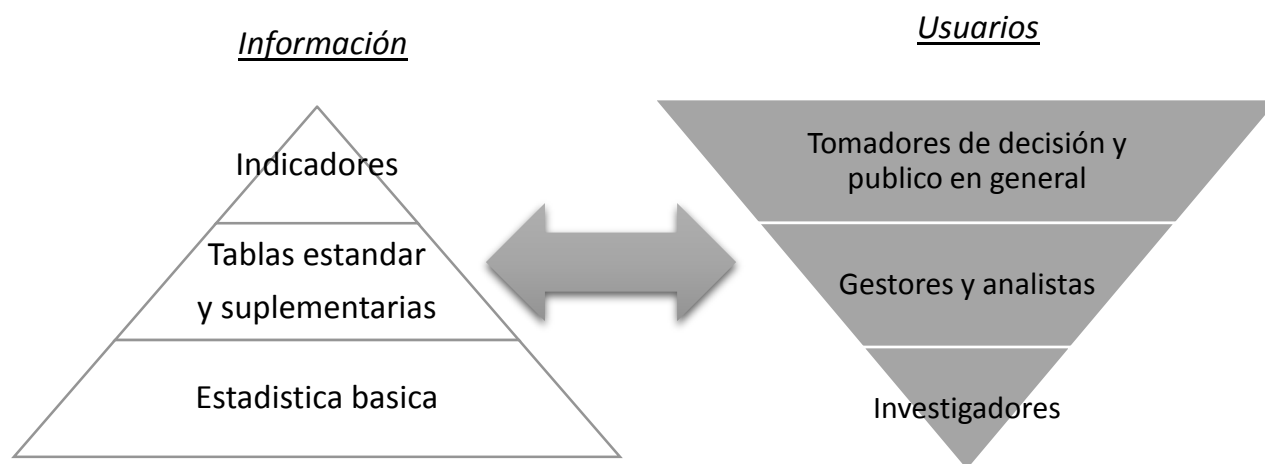 Información
Usuarios
Indicadores
Tablas estandar
y suplementarias
Estadistica basica
Tomadores de decisión y
publico en general
Gestores y analistas
Investigadores